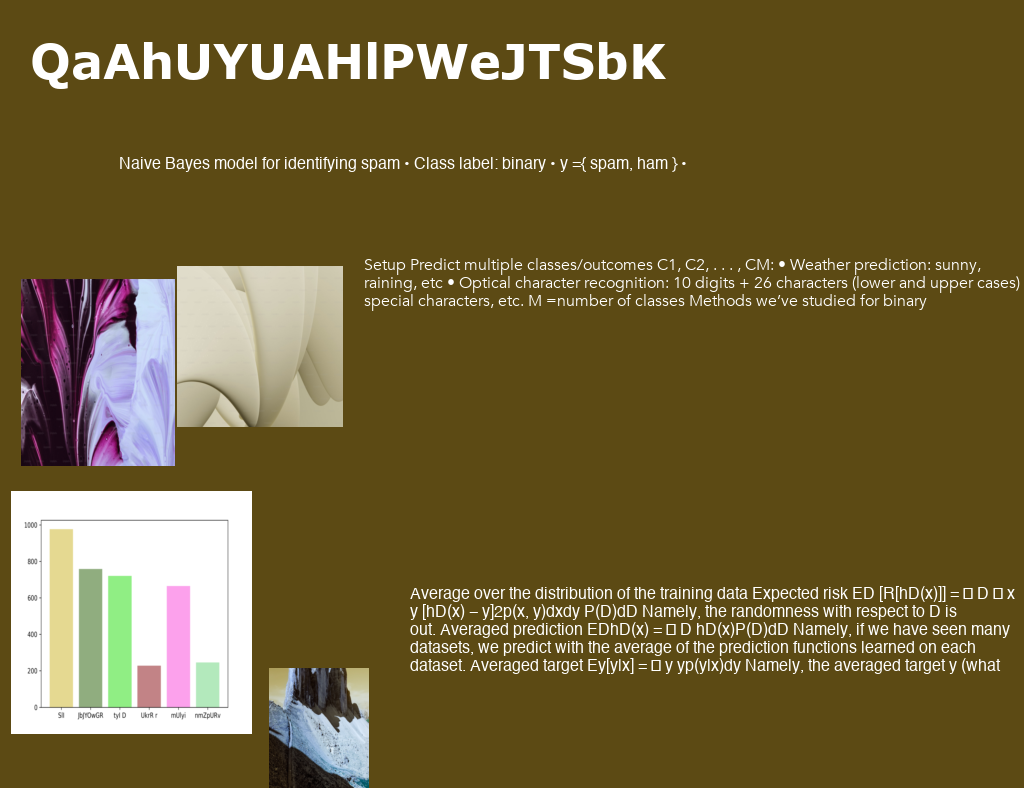 QaAhUYUAHlPWeJTSbK
Naive Bayes model for identifying spam • Class label: binary • y ={ spam, ham } •
Setup Predict multiple classes/outcomes C1, C2, . . . , CM: • Weather prediction: sunny,
raining, etc • Optical character recognition: 10 digits + 26 characters (lower and upper cases)
special characters, etc. M =number of classes Methods we’ve studied for binary
1000
800
600
400
200
0
Sll JbJYOwGR tyl D UkrR r mUlyi nmZpURv
Average over the distribution of the training data Expected risk ED [R[hD(x)]] = D x
y [hD(x) − y]2p(x, y)dxdy P(D)dD Namely, the randomness with respect to D is
out. Averaged prediction EDhD(x) = D hD(x)P(D)dD Namely, if we have seen many
datasets, we predict with the average of the prediction functions learned on each
dataset. Averaged target Ey[y|x] = y yp(y|x)dy Namely, the averaged target y (what